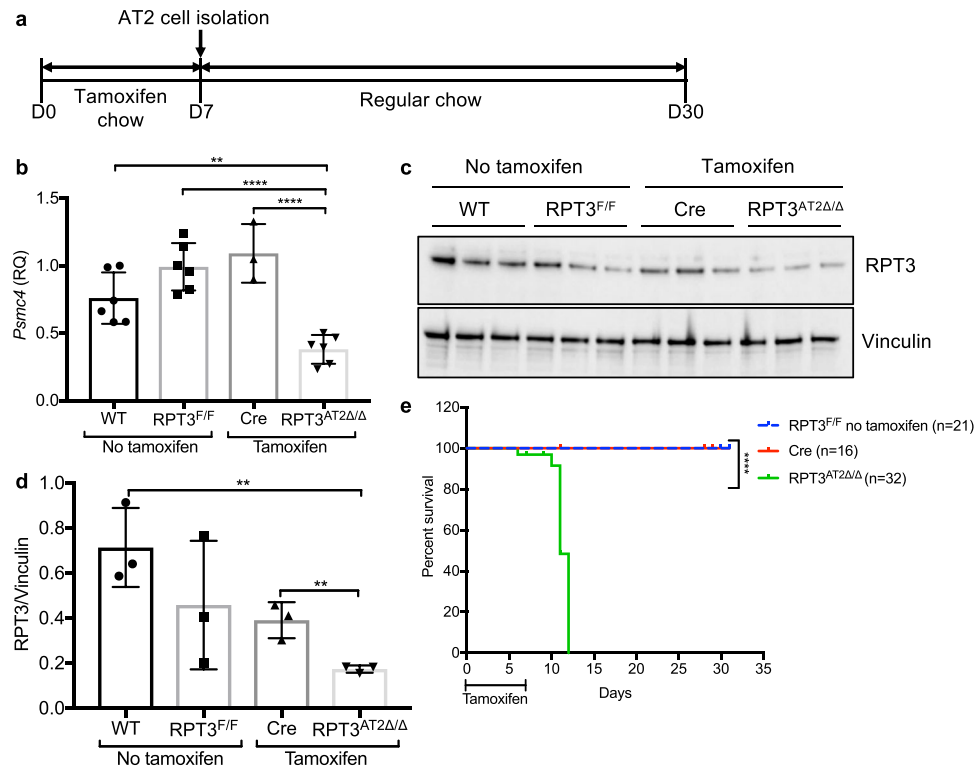 a
AT2 cell isolation
Tamoxifen chow
Regular chow
D0
D7
D30
b
**
****
****
Psmc4 (RQ)
1.5
1.0
0.5
0.0
WT
RPT3F/F
Cre
RPT3AT2Δ/Δ
No tamoxifen
Tamoxifen
c
No tamoxifen
Tamoxifen
WT
RPT3F/F
Cre
RPT3AT2Δ/Δ
RPT3
Vinculin
d
**
**
RPT3/Vinculin
1.0
0.8
0.6
0.4
0.2
0.0
WT
RPT3F/F
Cre
RPT3AT2Δ/Δ
No tamoxifen
Tamoxifen
e
Percent survival
120
100
80
60
40
20
0
0
5
10
15
20
25
30
35
Tamoxifen
Days
RPT3F/F no tamoxifen (n=21)
Cre (n=16)
RPT3AT2Δ/Δ (n=32)
****